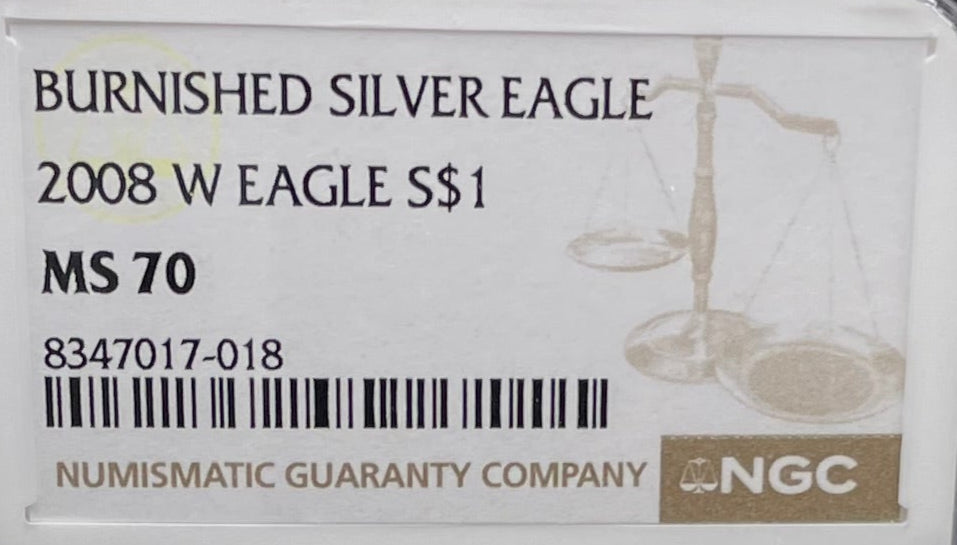 BURNISHED SILVER EAGLE
2008 W EAGLE S$1
MS 70
8347017-018
NUMISMATIC GUARANTY COMPANY
NGC